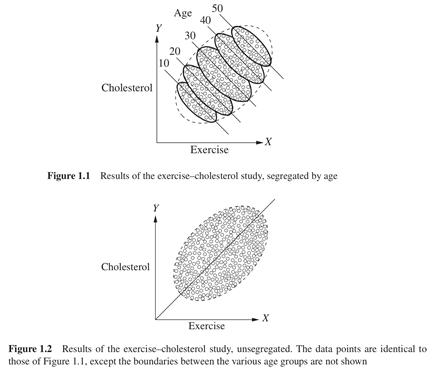 Age
50
40
30
20
10
Y
Cholesterol
X
Exercise
Figure 1.1 Results of the exercise–cholesterol study, segregated by age
Y
Cholesterol
X
Exercise
Figure 1.2 Results of the exercise–cholesterol study, unsegregated. The data points are identical to
those of Figure 1.1, except the boundaries between the various age groups are not shown